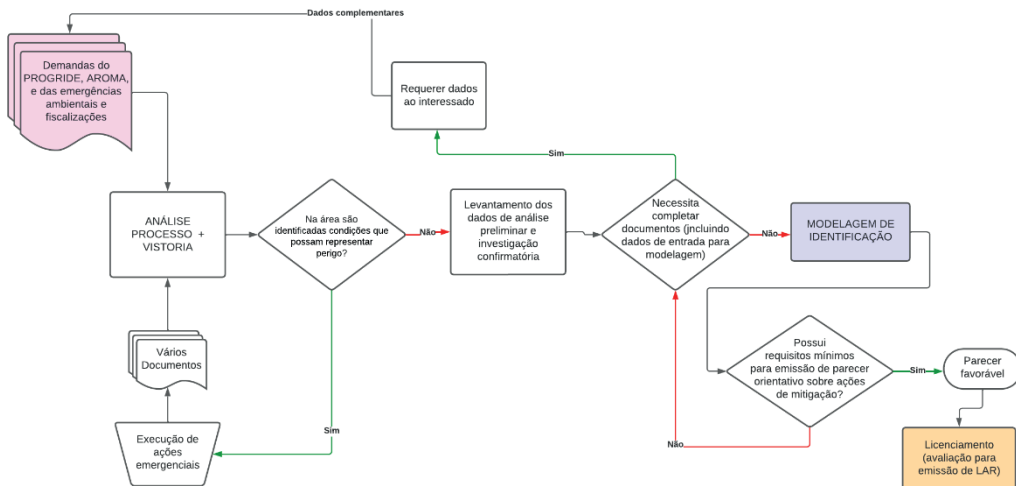 Dados complementares
Demandas do
PROGRIDE, AROMA,
e das emergências
ambientais e
fiscalizações
Requerer dados
ao interessado
Sim
ANÁLISE
PROCESSO +
VISTORIA
Na área são
identificadas condições que
possam representar
perigo?
Não
Levantamento dos
dados de análise
preliminar e
investigação
confirmatória
Necessita
completar
documentos (jncluindo
dados de entrada para
modelagem)
Não
MODELAGEM DE
IDENTIFICAÇÃO
Vários
Documentos
Possui
requisitos mínimos
para emissão de parecer
orientativo sobre ações
de mitigação?
Sim
Parecer
favorável
Sim
Não
Execução de
ações
emergenciais
Licenciamento
(avaliação para
emissão de LAR)